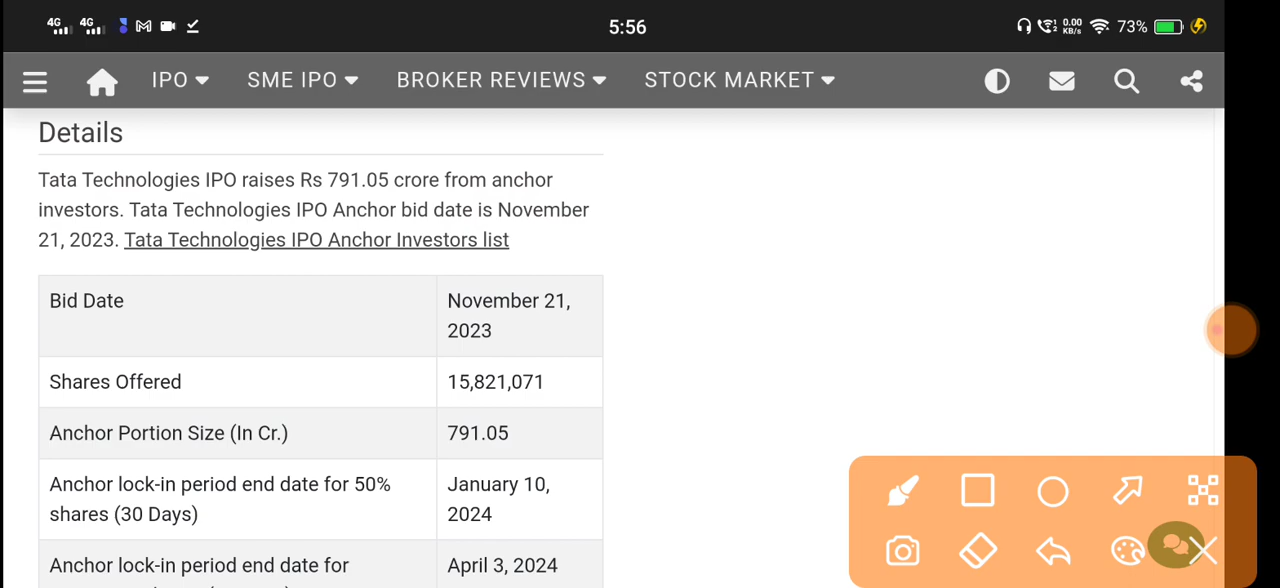 4G 4G 5:56 0.00 KB/s 73%
IPO SME IPO BROKER REVIEWS STOCK MARKET
Details
Tata Technologies IPO raises Rs 791.05 crore from anchor
investors. Tata Technologies IPO Anchor bid date is November
21, 2023. Tata Technologies IPO Anchor Investors list
Bid Date
November 21,
2023
Shares Offered
15,821,071
Anchor Portion Size (In Cr.)
791.05
Anchor lock-in period end date for 50%
shares (30 Days)
January 10,
2024
Anchor lock-in period end date for
April 3, 2024